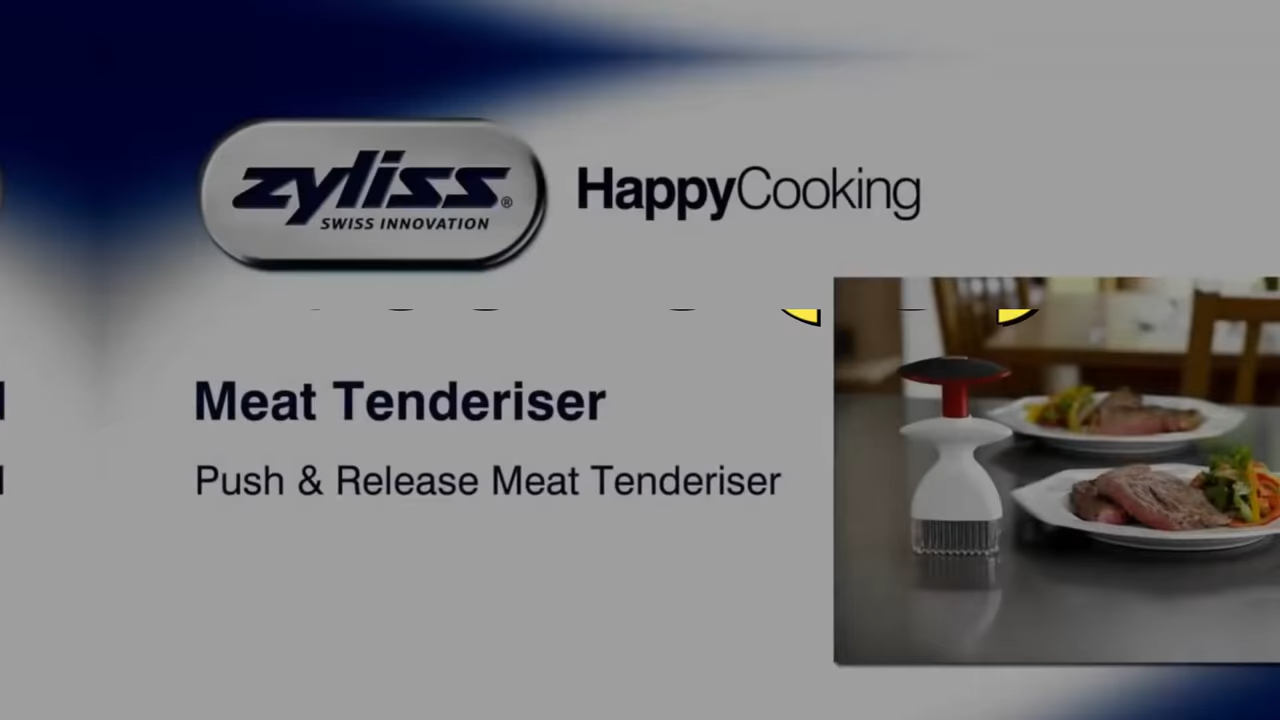 zyliss®
SWISS INNOVATION
HappyCooking
Meat Tenderiser
Push & Release Meat Tenderiser